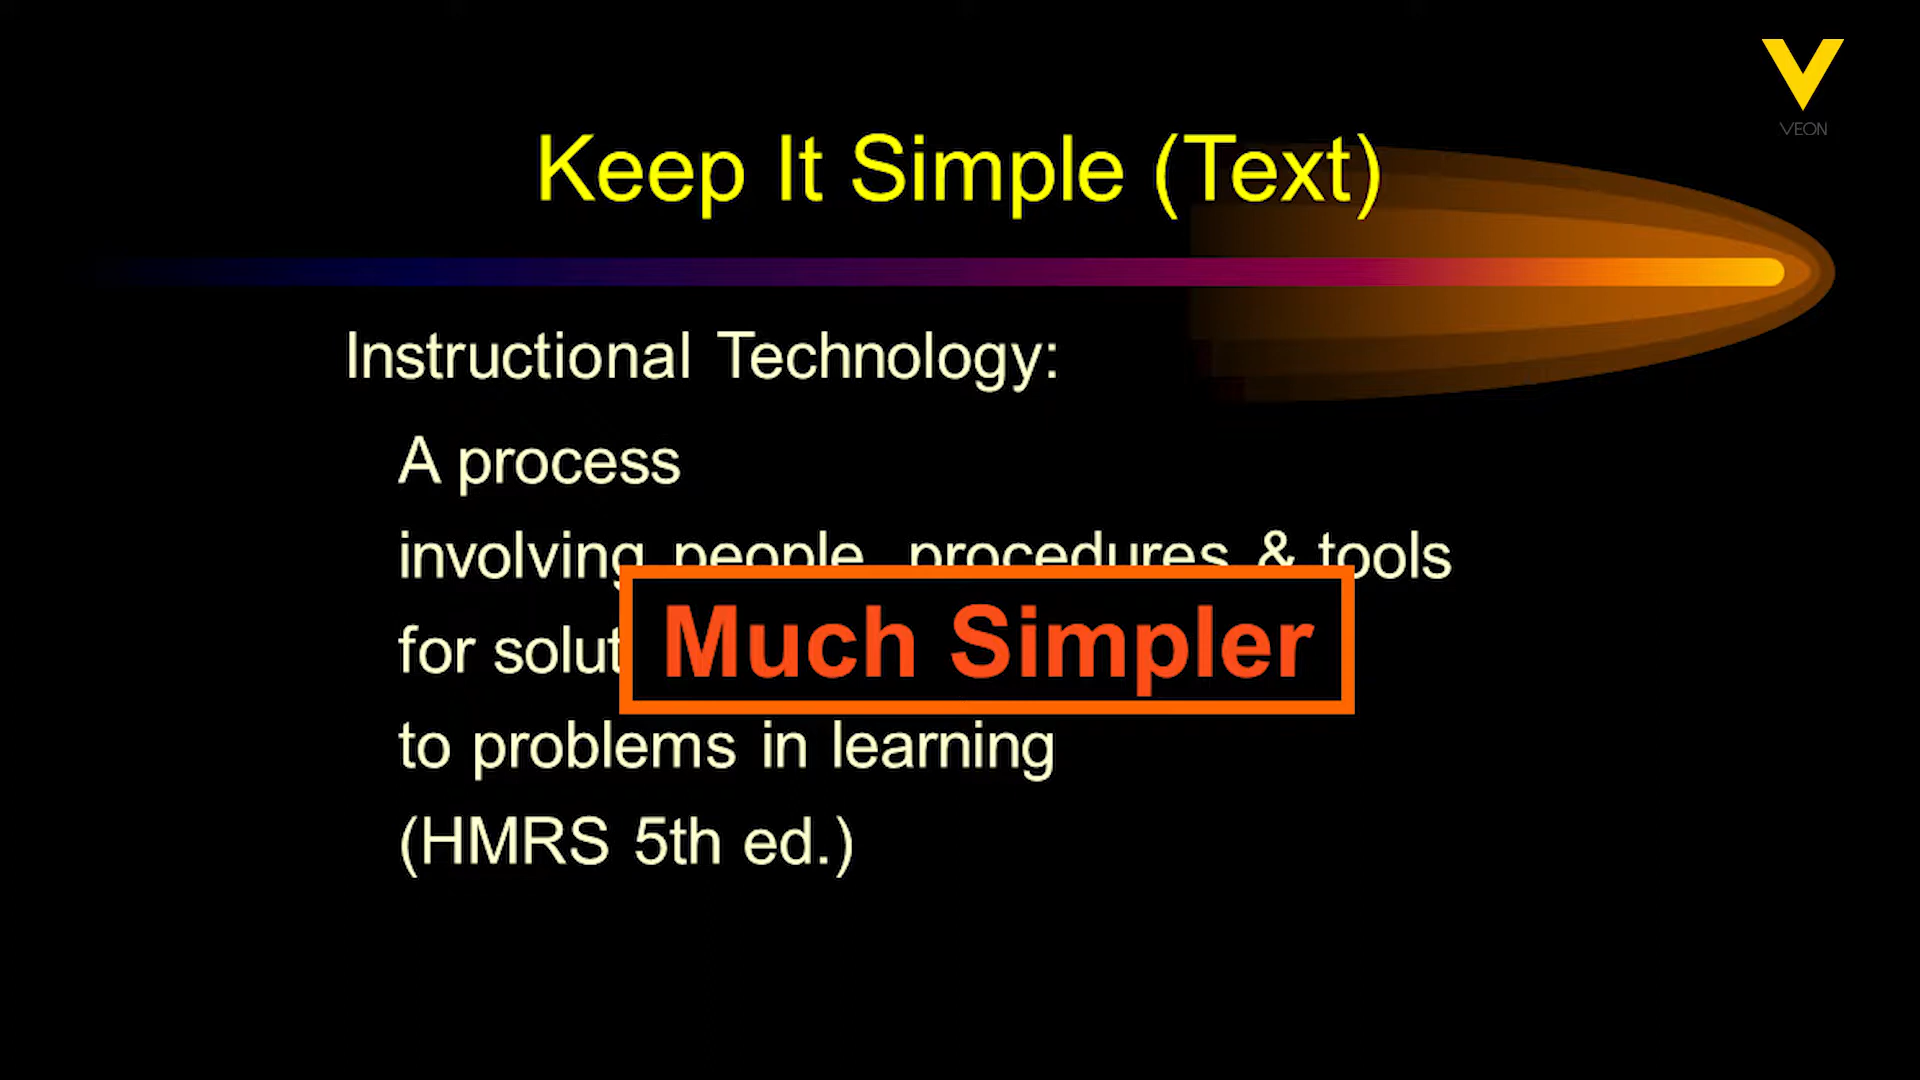 VEON
Keep It Simple (Text)
Instructional Technology:
A process
involving people, procedures & tools
for
Much Simpler
to problems in learning
(HMRS 5th ed.)